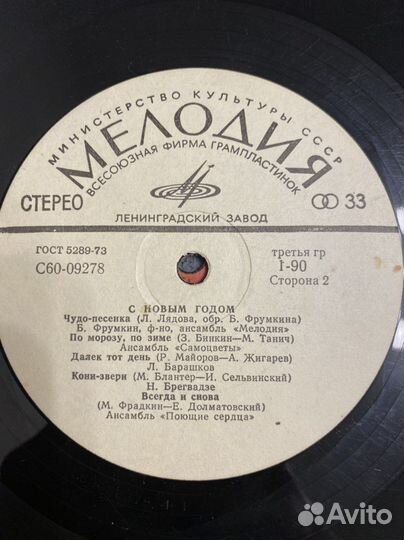 МИНИСТЕРСТВО КУЛЬТУРЫ СССР
МЕЛОДИЯ
ВСЕСОЮЗНАЯ ФИРМА ГРАМПЛАСТИНОК
СТЕРЕО
33
ЛЕНИНГРАДСКИЙ ЗАВОД
ГОСТ 5289-73
третья гр
С60-09278
1-90
Сторона 2
С НОВЫМ ГОДОМ
Чудо-песенка (Л. Лядова, обр. Б. Фрумкина)
Б. Фрумкин, ф-но, ансамбль «Мелодия»
По морозу, по зиме (З. Бинкин—М. Танич)
Ансамбль «Самоцветы»
Далек тот день (Р. Майоров—А. Жигарев)
Л. Барашков
Кони-звери (М. Блантер—И. Сельвинский)
Н. Брегвадзе
Всегда и снова
(М. Фрадкин—Е. Долматовский)
Ансамбль «Поющие сердца»
Avito